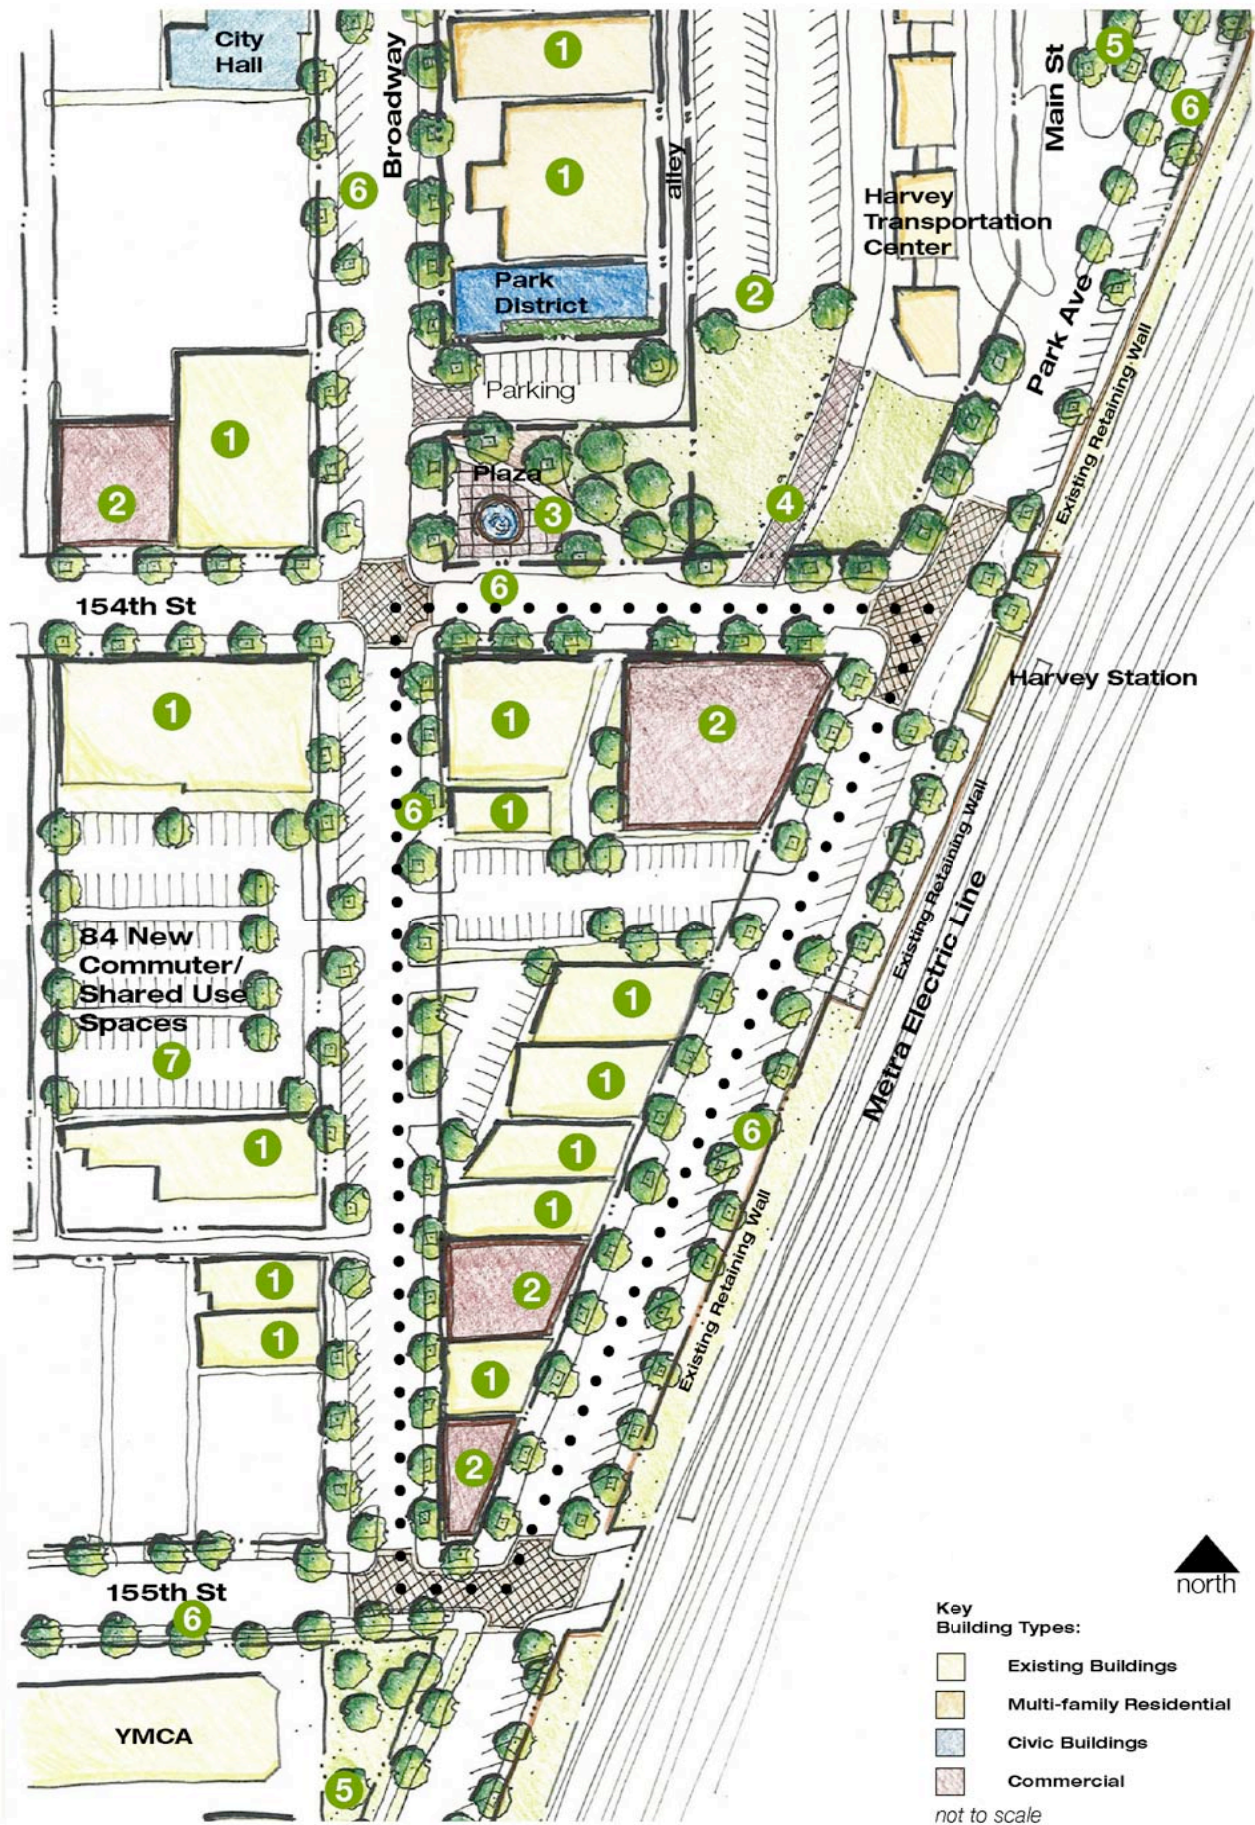 City
Hall
Broadway
1
Main St
5
6
1
alley
6
Harvey
Transportation
Center
Park
District
2
Park Ave
Parking
Existing Retaining Wall
1
2
Plaza
3
4
6
154th St
Harvey Station
1
1
2
6
1
Existing Retaining Wall
Metra Electric Line
84 New
Commuter/
Shared Use
Spaces
7
1
1
1
6
1
1
Existing Retaining Wall
1
2
1
1
2
155th St
6
YMCA
5
north
Key
Building Types:
Existing Buildings
Multi-family Residential
Civic Buildings
Commercial
not to scale